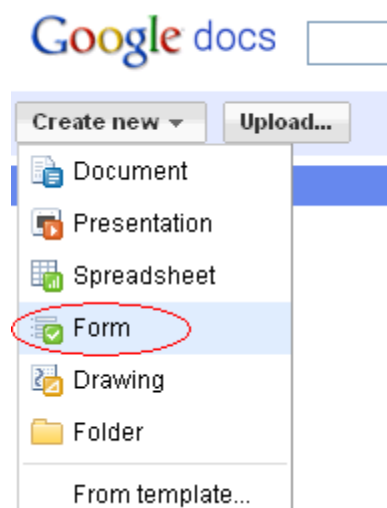 Google docs
Create new Upload...
Document
Presentation
Spreadsheet
Form
Drawing
Folder
From template...